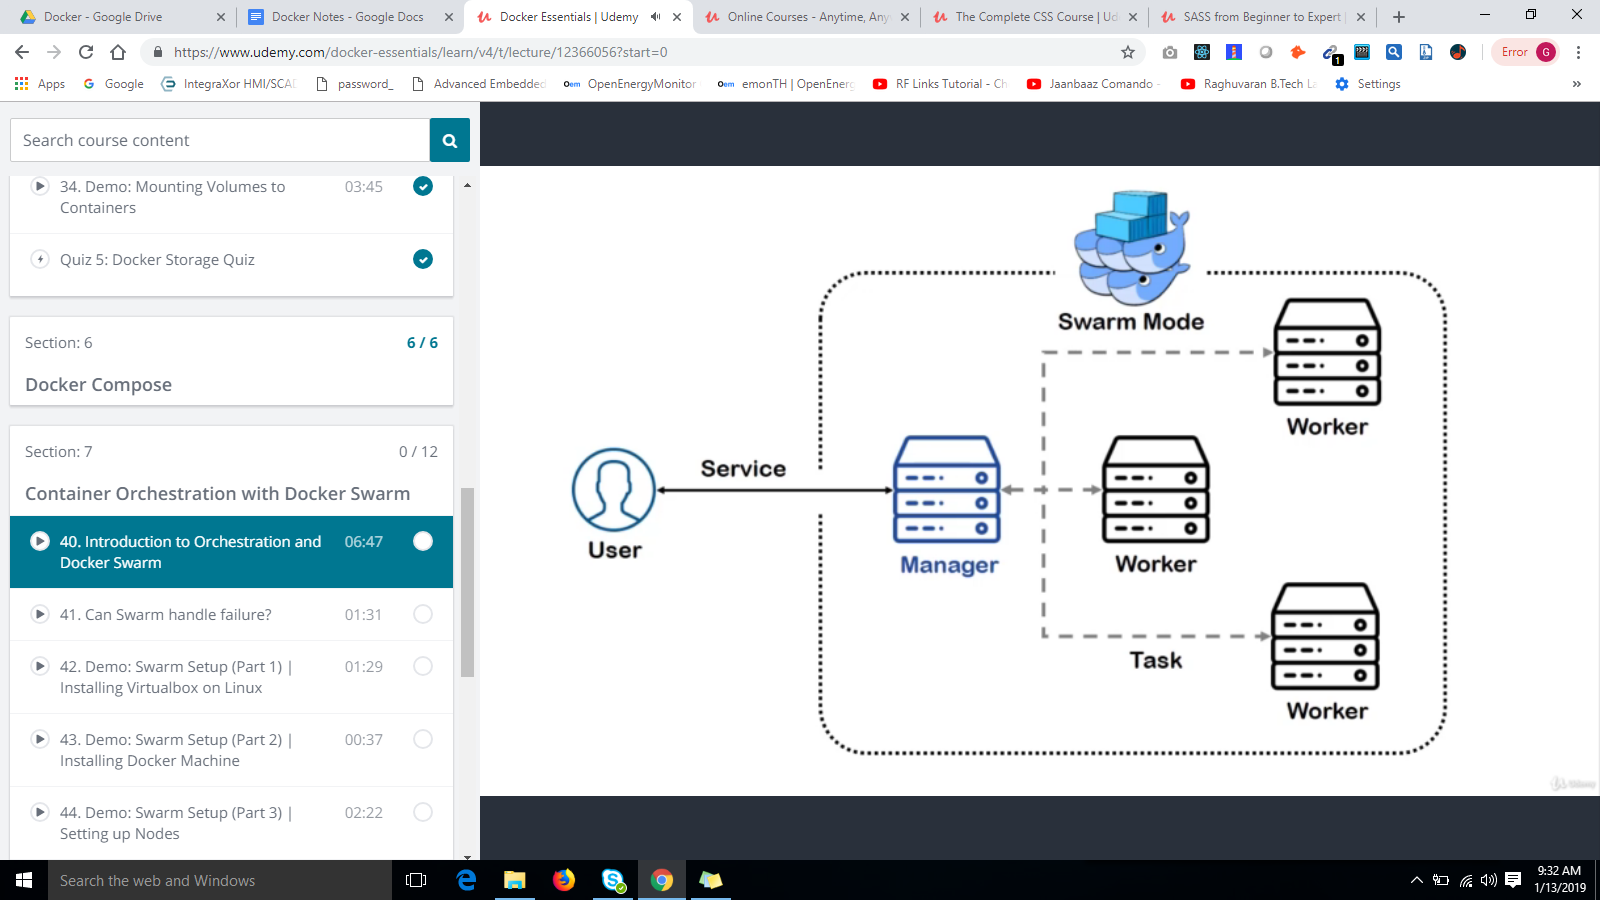 Docker - Google Drive
Docker Notes - Google Docs
Docker Essentials | Udemy
Online Courses - Anytime, Any
The Complete CSS Course | Ud
SASS from Beginner to Expert |
https://www.udemy.com/docker-essentials/learn/v4/t/lecture/12366056?start=0
1
Error
G
Apps
Google
IntegraXor HMI/SCAD
password_
Advanced Embedded
Oem OpenEnergyMonitor
Oem emonTH | OpenEnerg
RF Links Tutorial - Ch
Jaanbaaz Comando -
Raghuvaran B.Tech La
Settings
»
Search course content
34. Demo: Mounting Volumes to
Containers
03:45
Quiz 5: Docker Storage Quiz
Section: 6
6 / 6
Docker Compose
Section: 7
0 / 12
Container Orchestration with Docker Swarm
40. Introduction to Orchestration and
Docker Swarm
06:47
41. Can Swarm handle failure?
01:31
42. Demo: Swarm Setup (Part 1) |
Installing Virtualbox on Linux
01:29
43. Demo: Swarm Setup (Part 2) |
Installing Docker Machine
00:37
44. Demo: Swarm Setup (Part 3) |
Setting up Nodes
02:22
Swarm Mode
Worker
Service
User
Manager
Worker
Task
Worker
Udemy
Search the web and Windows
9:32 AM
1/13/2019